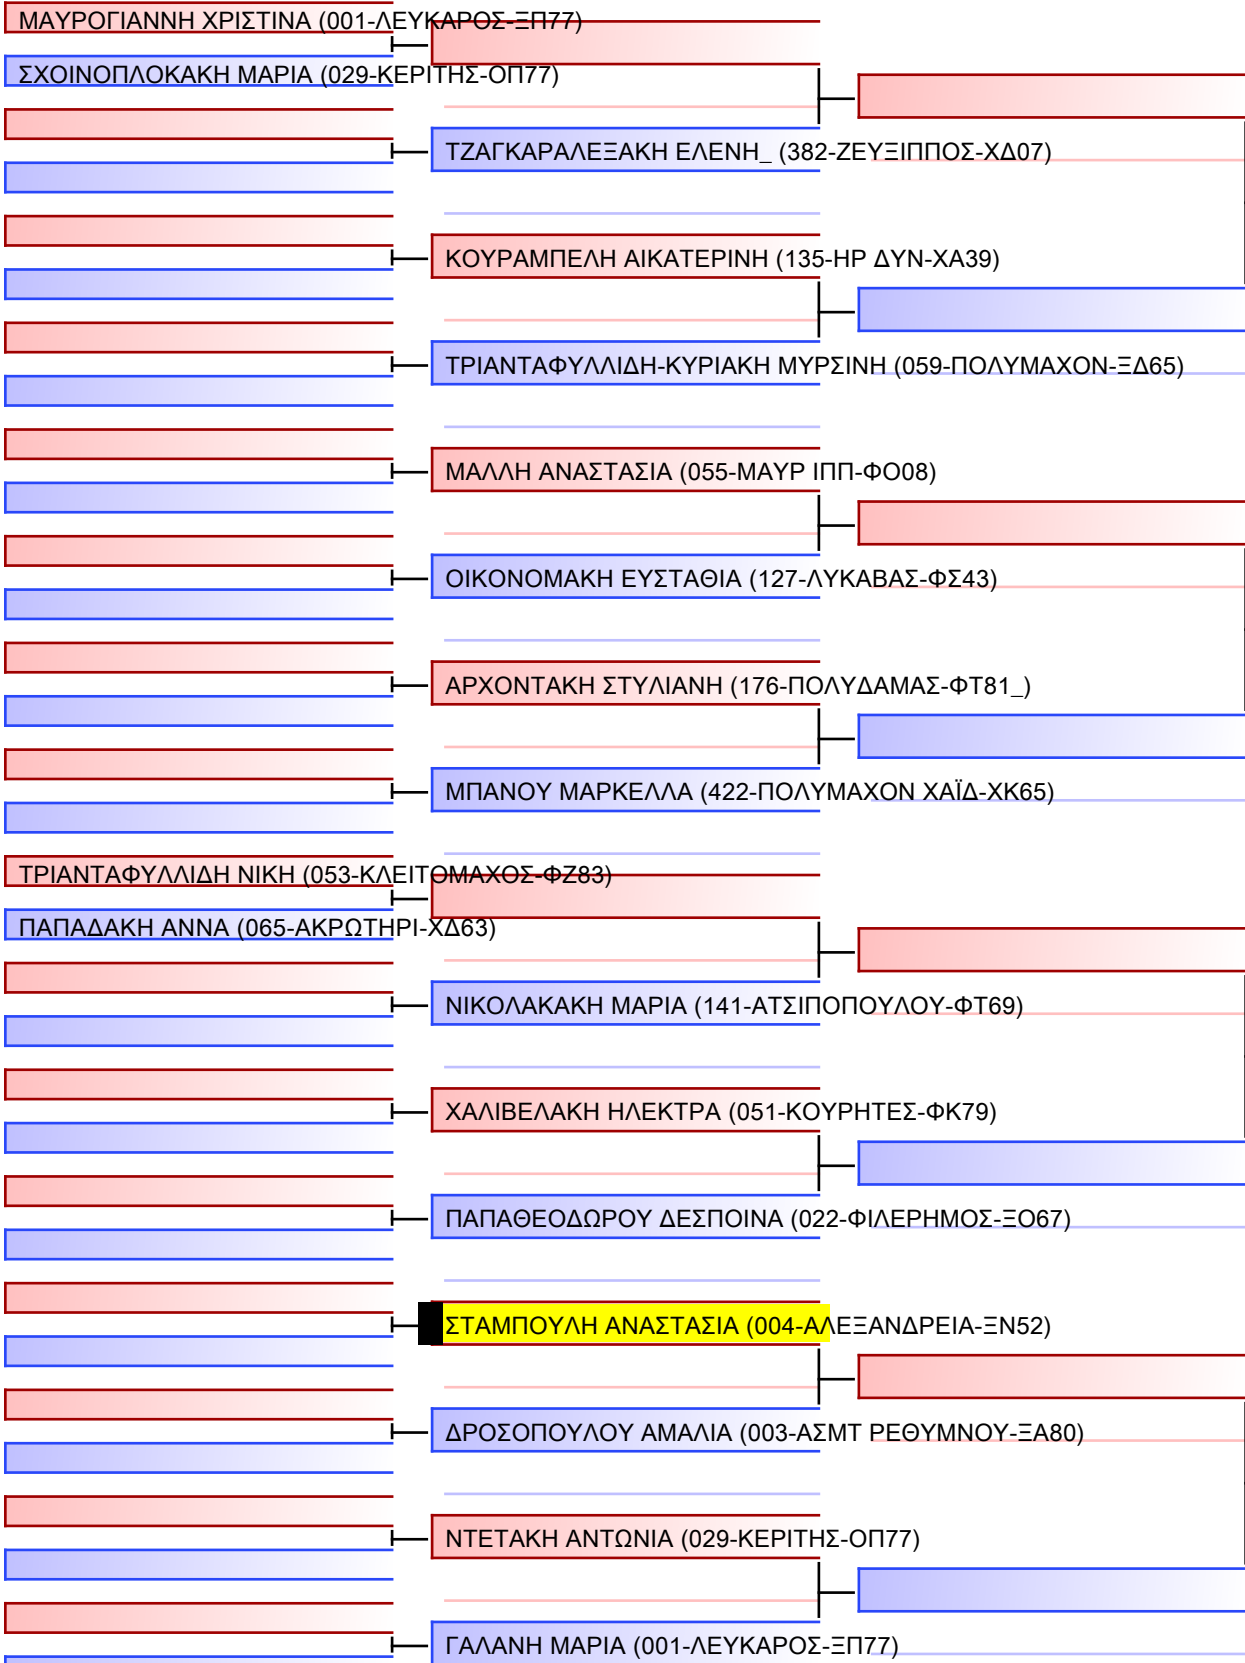 ΜΑΥΡΟΓΙΑΝΝΗ ΧΡΙΣΤΙΝΑ (001-ΛΕΥΚΑΡΟΣ-ΞΠ77)
ΣΧΟΙΝΟΠΛΟΚΑΚΗ ΜΑΡΙΑ (029-ΚΕΡΙΤΗΣ-ΟΠ77)
ΤΖΑΓΚΑΡΑΛΕΞΑΚΗ ΕΛΕΝΗ_ (382-ΖΕΥΞΙΠΠΟΣ-ΧΔ07)
ΚΟΥΡΑΜΠΕΛΗ ΑΙΚΑΤΕΡΙΝΗ (135-ΗΡ ΔΥΝ-ΧΑ39)
ΤΡΙΑΝΤΑΦΥΛΛΙΔΗ-ΚΥΡΙΑΚΗ ΜΥΡΣΙΝΗ (059-ΠΟΛΥΜΑΧΟΝ-ΞΔ65)
ΜΑΛΛΗ ΑΝΑΣΤΑΣΙΑ (055-ΜΑΥΡ ΙΠΠ-ΦΟ08)
ΟΙΚΟΝΟΜΑΚΗ ΕΥΣΤΑΘΙΑ (127-ΛΥΚΑΒΑΣ-ΦΣ43)
ΑΡΧΟΝΤΑΚΗ ΣΤΥΛΙΑΝΗ (176-ΠΟΛΥΔΑΜΑΣ-ΦΤ81_)
ΜΠΑΝΟΥ ΜΑΡΚΕΛΛΑ (422-ΠΟΛΥΜΑΧΟΝ ΧΑΪΔ-ΧΚ65)
ΤΡΙΑΝΤΑΦΥΛΛΙΔΗ ΝΙΚΗ (053-ΚΛΕΙΤΟΜΑΧΟΣ-ΦΖ83)
ΠΑΠΑΔΑΚΗ ΑΝΝΑ (065-ΑΚΡΩΤΗΡΙ-ΧΔ63)
ΝΙΚΟΛΑΚΑΚΗ ΜΑΡΙΑ (141-ΑΤΣΙΠΟΠΟΥΛΟΥ-ΦΤ69)
ΧΑΛΙΒΕΛΑΚΗ ΗΛΕΚΤΡΑ (051-ΚΟΥΡΗΤΕΣ-ΦΚ79)
ΠΑΠΑΘΕΟΔΩΡΟΥ ΔΕΣΠΟΙΝΑ (022-ΦΙΛΕΡΗΜΟΣ-ΞΟ67)
ΣΤΑΜΠΟΥΛΗ ΑΝΑΣΤΑΣΙΑ (004-ΑΛΕΞΑΝΔΡΕΙΑ-ΞΝ52)
ΔΡΟΣΟΠΟΥΛΟΥ ΑΜΑΛΙΑ (003-ΑΣΜΤ ΡΕΘΥΜΝΟΥ-ΞΑ80)
ΝΤΕΤΑΚΗ ΑΝΤΩΝΙΑ (029-ΚΕΡΙΤΗΣ-ΟΠ77)
ΓΑΛΑΝΗ ΜΑΡΙΑ (001-ΛΕΥΚΑΡΟΣ-ΞΠ77)